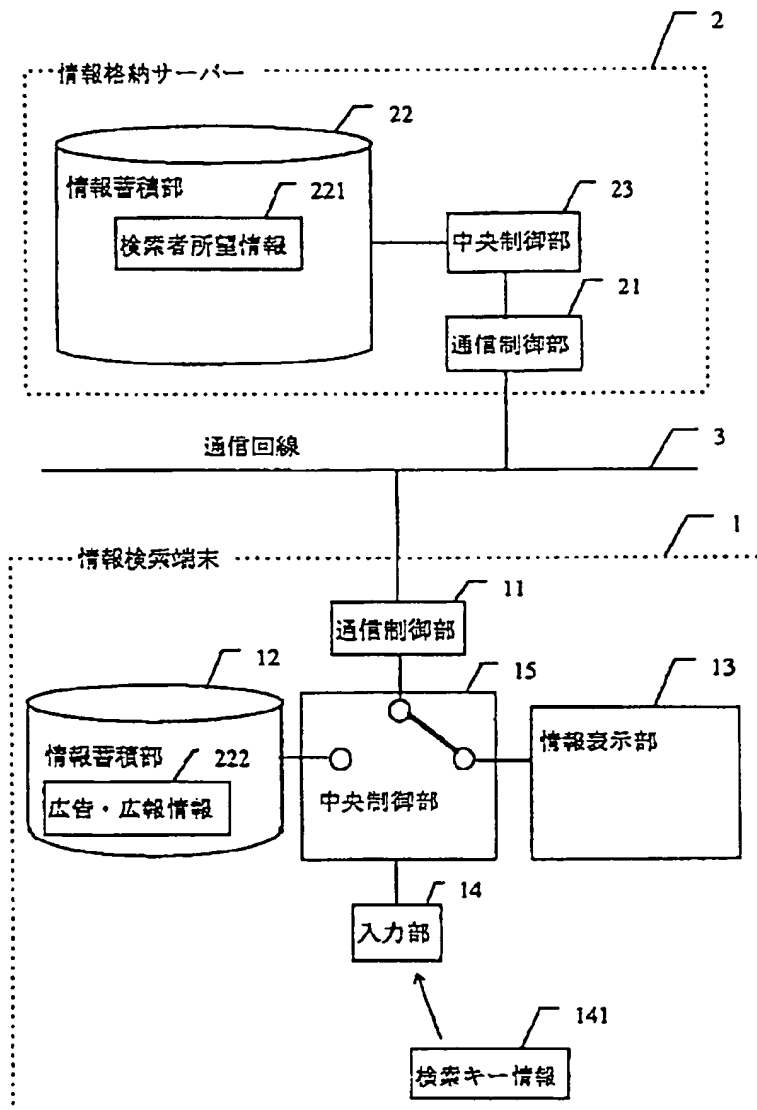 2
情報格納サーバー
22
情報蓄積部
221
検索者所望情報
23
中央制御部
21
通信制御部
通信回線
3
1
情報検索端末
11
通信制御部
12
15
13
情報蓄積部
222
広告・広報情報
中央制御部
情報表示部
14
入力部
141
検索キー情報